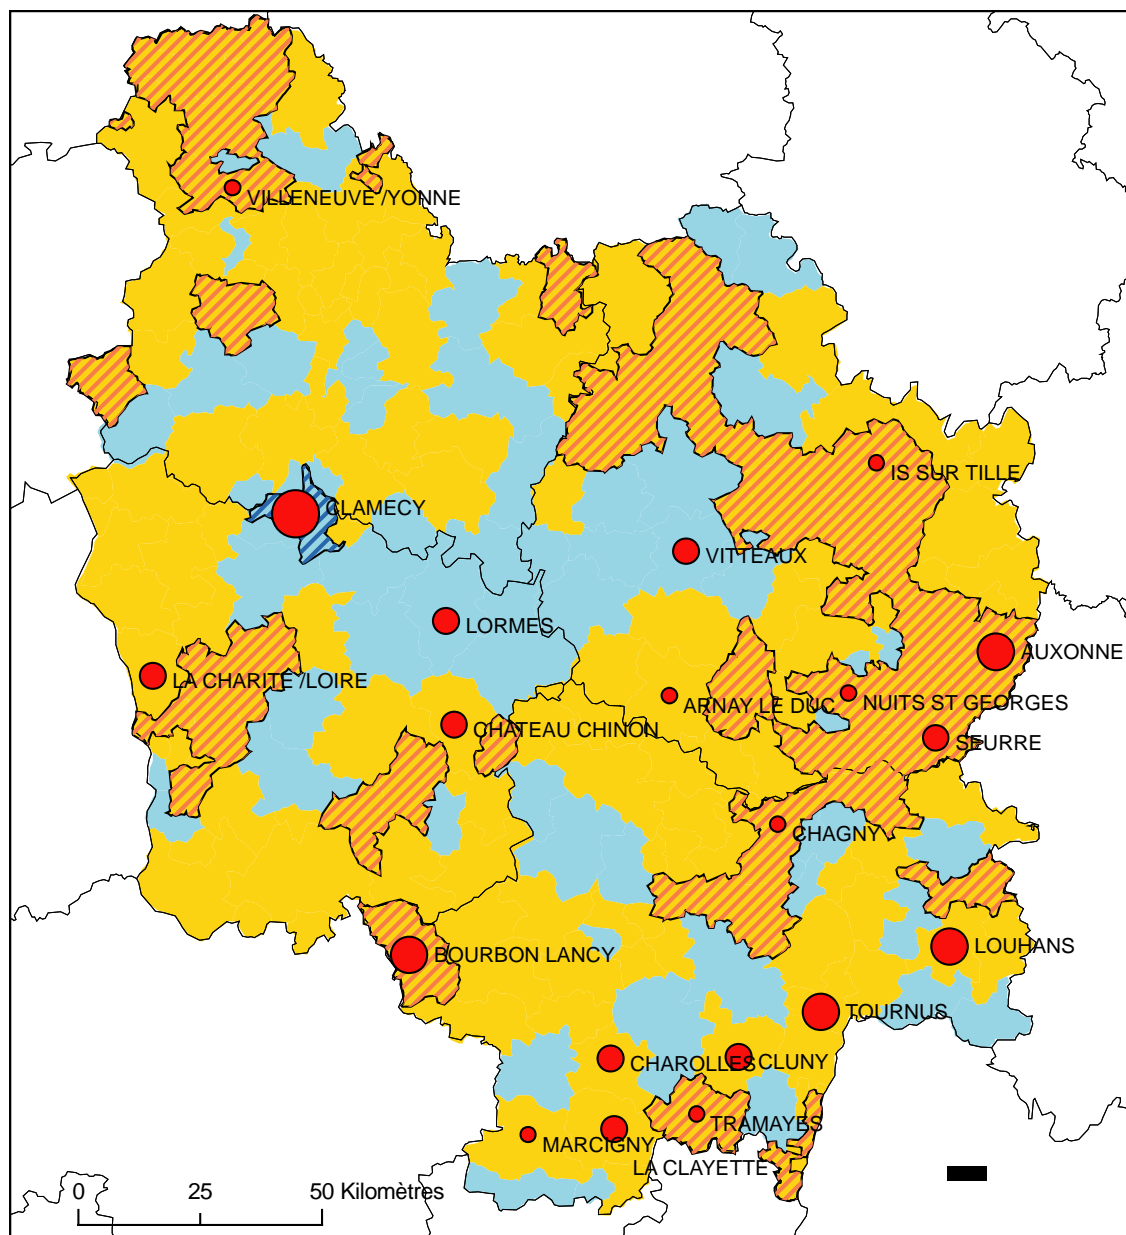 VILLENEUVE /YONNE
IS SUR TILLE
CLAMECY
VITTEAUX
LORMES
AUXONNE
LA CHARITE /LOIRE
ARNAY LE DUC
NUITS ST GEORGES
CHATEAU CHINON
SEURRE
CHAGNY
BOURBON LANCY
LOUHANS
TOURNUS
CHAROLLES
CLUNY
TRAMAYES
MARCIGNY
LA CLAYETTE
0 25 50 Kilomètres